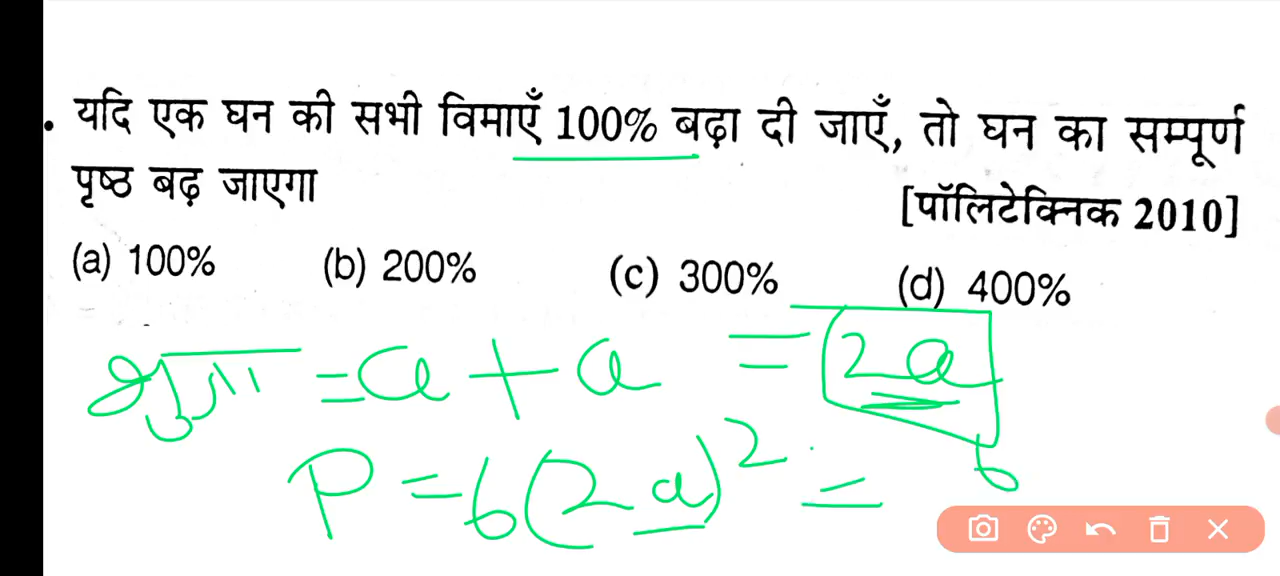 . यदि एक घन की सभी विमाएँ 100% बढ़ा दी जाएँ, तो घन का सम्पूर्ण
पृष्ठ बढ़ जाएगा
[पॉलिटेक्निक 2010]
(a) 100% (b) 200% (c) 300% (d) 400%
भुजा = a + a = 2a
P = 6(2a)² = 6